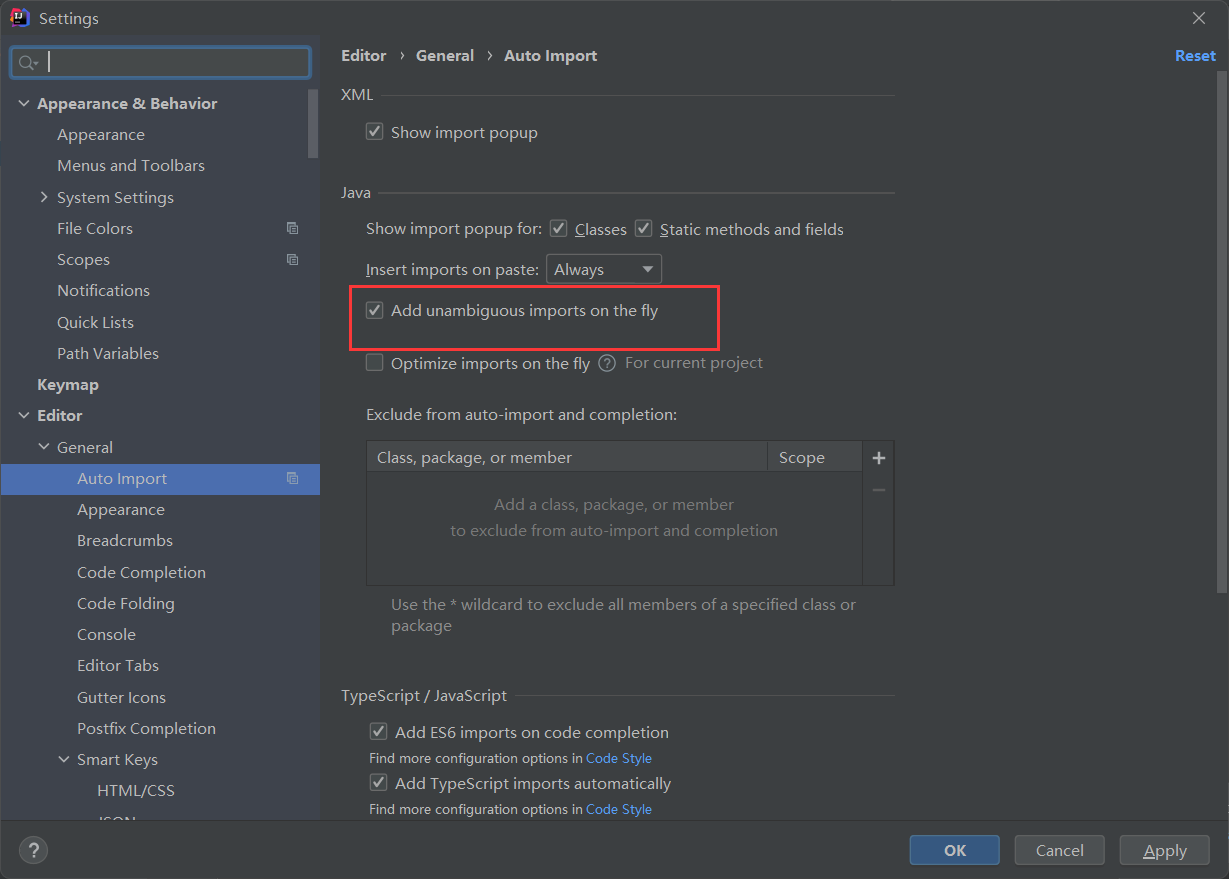 Settings
Appearance & Behavior
Appearance
Menus and Toolbars
System Settings
File Colors
Scopes
Notifications
Quick Lists
Path Variables
Keymap
Editor
General
Auto Import
Appearance
Breadcrumbs
Code Completion
Code Folding
Console
Editor Tabs
Gutter Icons
Postfix Completion
Smart Keys
HTML/CSS
JSON
Editor › General › Auto Import
Reset
XML
Show import popup
Java
Show import popup for: Classes Static methods and fields
Insert imports on paste: Always
Add unambiguous imports on the fly
Optimize imports on the fly ? For current project
Exclude from auto-import and completion:
Class, package, or member Scope
Add a class, package, or member
to exclude from auto-import and completion
Use the * wildcard to exclude all members of a specified class or
package
TypeScript / JavaScript
Add ES6 imports on code completion
Find more configuration options in Code Style
Add TypeScript imports automatically
Find more configuration options in Code Style
? OK Cancel Apply